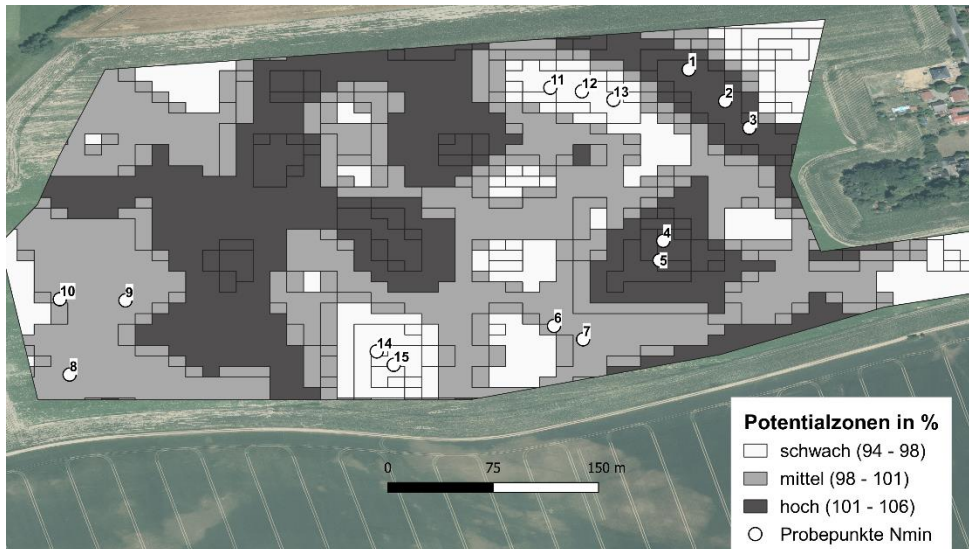 1
2
3
11
12
13
4
5
10
9
6
7
8
14
15
0 75 150 m
Potentialzonen in %
schwach (94 - 98)
mittel (98 - 101)
hoch (101 - 106)
Probepunkte Nmin